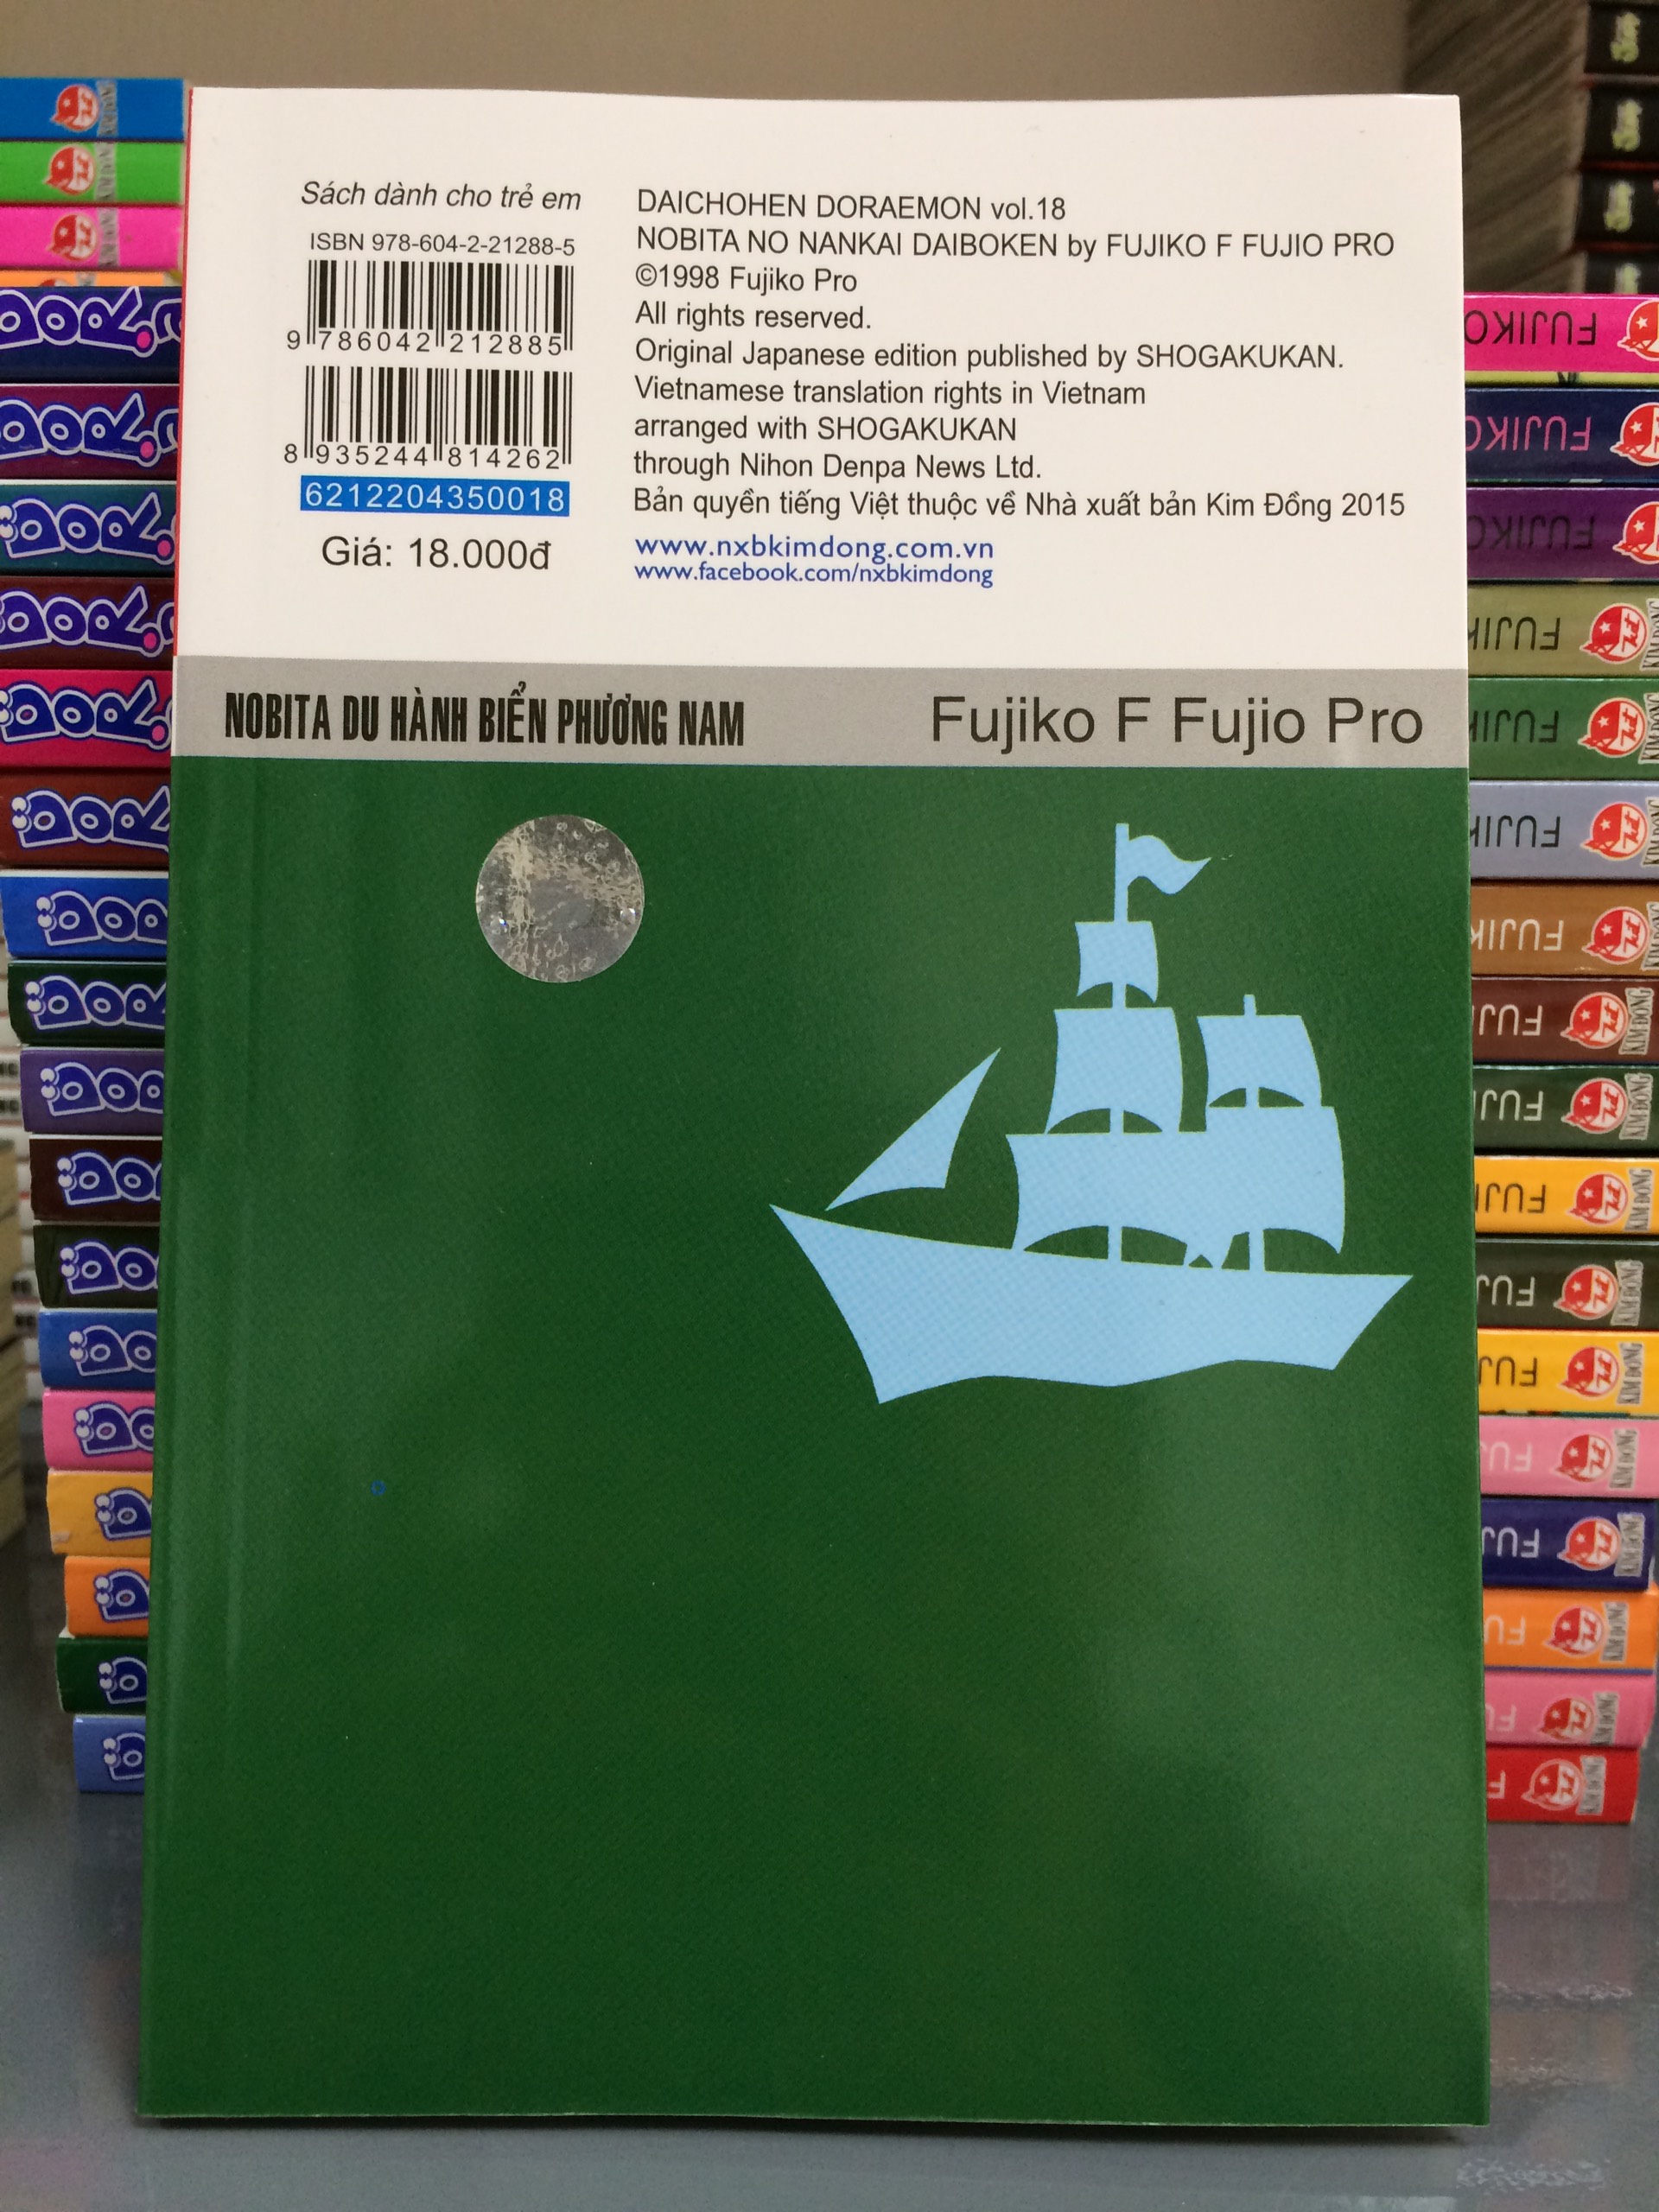 Sách dành cho trẻ em
ISBN 978-604-2-21288-5
9 786042 212885
8 935244 814262
6212204350018
Giá: 18.000đ
DAICHOHEN DORAEMON vol.18
NOBITA NO NANKAI DAIBOKEN by FUJIKO F FUJIO PRO
©1998 Fujiko Pro
All rights reserved.
Original Japanese edition published by SHOGAKUKAN.
Vietnamese translation rights in Vietnam
arranged with SHOGAKUKAN
through Nihon Denpa News Ltd.
Bản quyền tiếng Việt thuộc về Nhà xuất bản Kim Đồng 2015
www.nxbkimdong.com.vn
www.facebook.com/nxbkimdong
NOBITA DU HÀNH BIỂN PHƯƠNG NAM
Fujiko F Fujio Pro